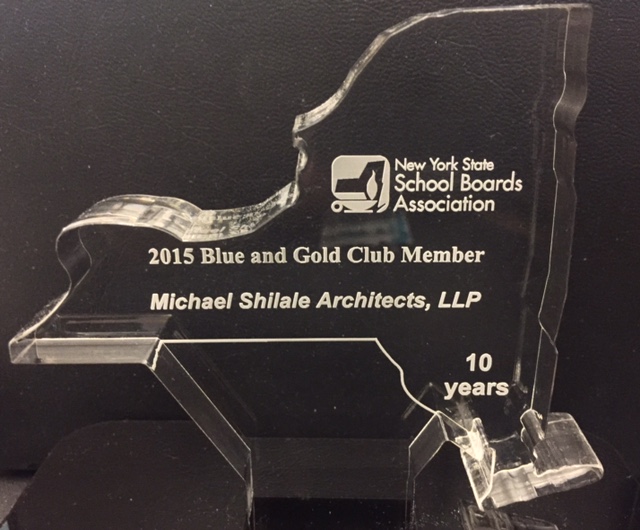 New York State
School Boards
Association
2015 Blue and Gold Club Member
Michael Shilale Architects, LLP
10
years